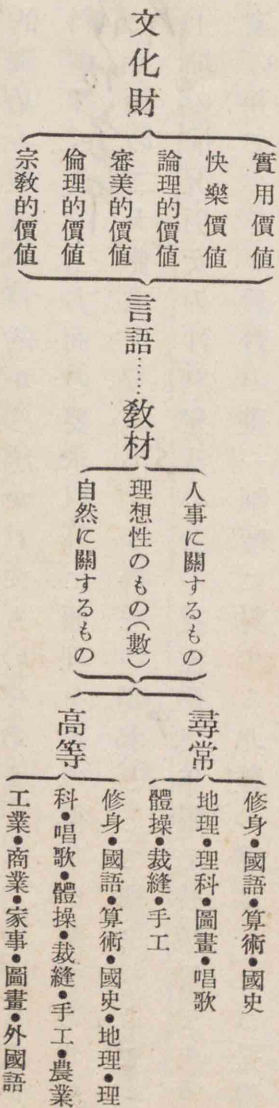 文化財
實用價値
快樂價値
論理的價値
審美的價値
倫理的價値
宗敎的價値
言語……敎材
人事に關するもの
理想性のもの(數)
自然に關するもの
尋常
修身●國語●算術●國史
地理●理科●圖畫●唱歌
體操●裁縫●手工
高等
修身●國語●算術●國史●地理●理
科●唱歌●體操●裁縫●手工●農業
工業●商業●家事●圖畫●外國語